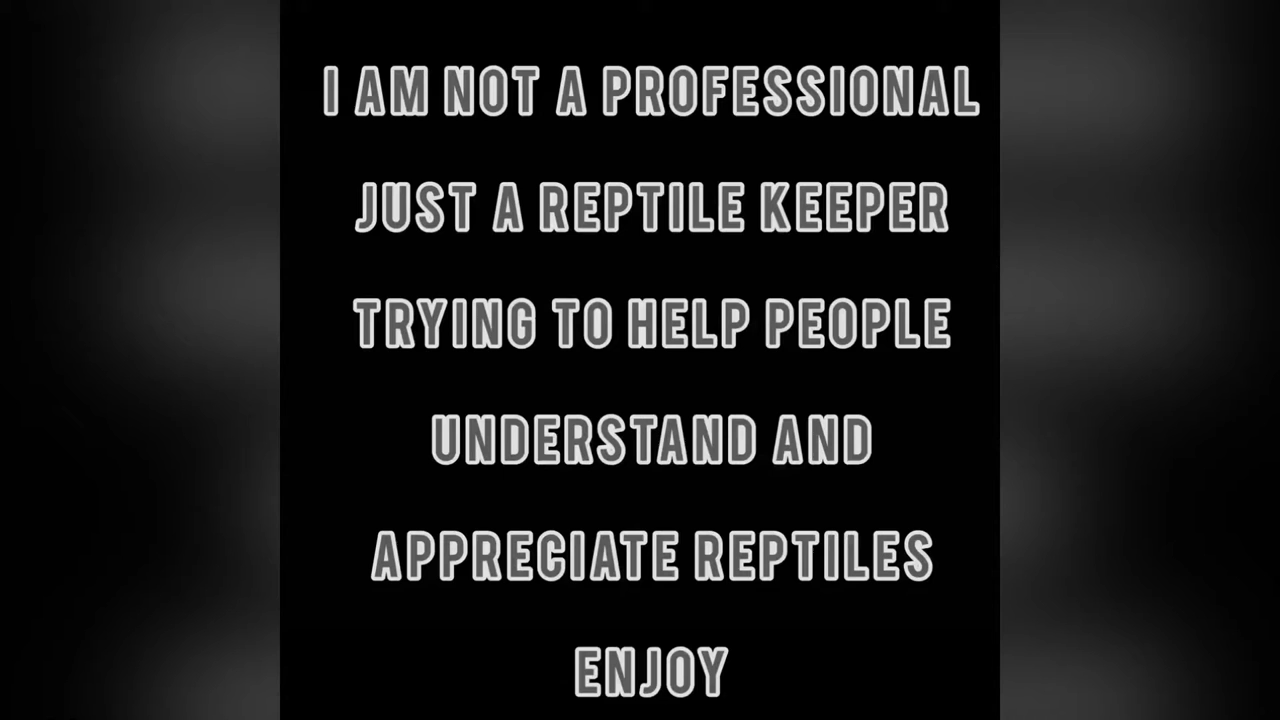 I AM NOT A PROFESSIONAL
JUST A REPTILE KEEPER
TRYING TO HELP PEOPLE
UNDERSTAND AND
APPRECIATE REPTILES
ENJOY